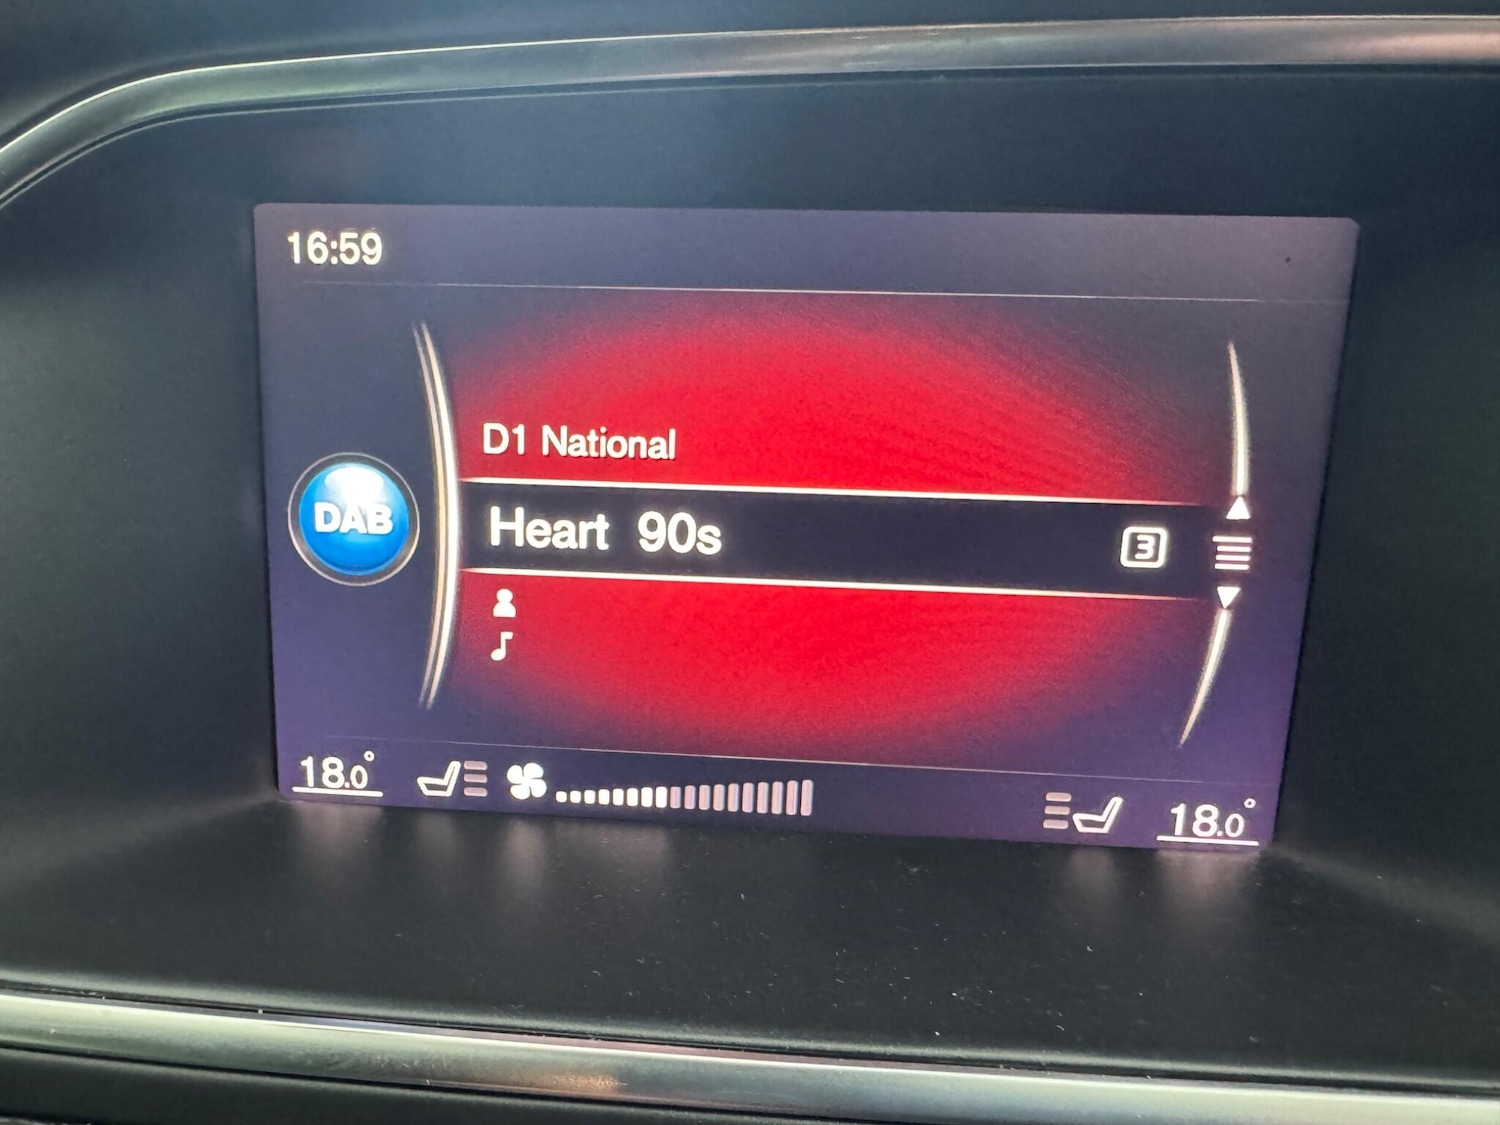 16:59
D1 National
DAB
Heart 90s 3
18.0° 18.0°